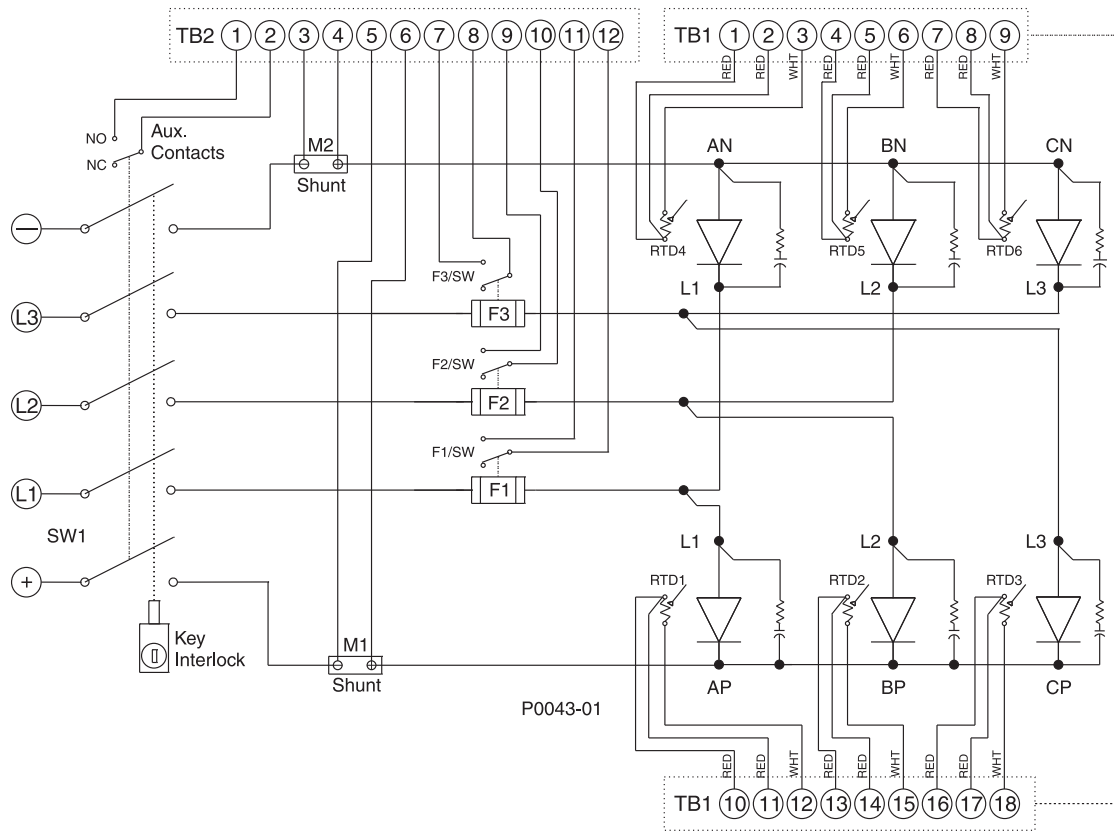 TB2 1 2 3 4 5 6 7 8 9 10 11 12
TB1 1 2 3 4 5 6 7 8 9
RED RED WHT RED RED WHT RED RED WHT
NO
NC
Aux.
Contacts
M2
Shunt
AN
BN
CN
RTD4
RTD5
RTD6
L1
L2
L3
F3/SW
F3
F2/SW
F2
F1/SW
F1
−
L3
L2
L1
SW1
+
Key
Interlock
M1
Shunt
L1
L2
L3
RTD1
RTD2
RTD3
AP
BP
CP
P0043-01
RED RED WHT RED RED WHT RED RED WHT
TB1 10 11 12 13 14 15 16 17 18